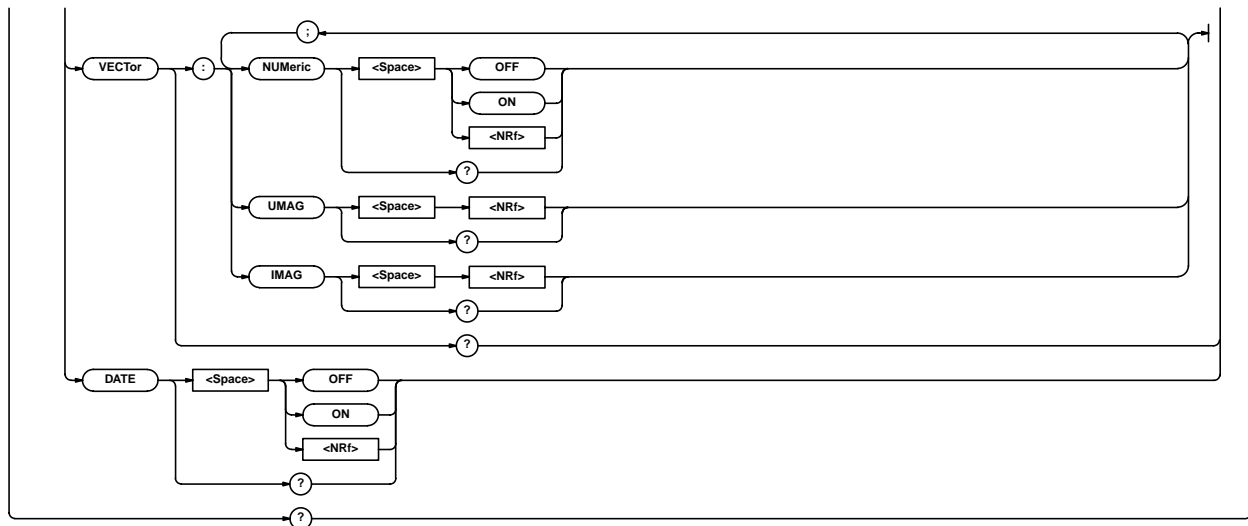 ;
VECTor : NUMeric <Space> OFF
ON
<NRf>
?
UMAG <Space> <NRf>
?
IMAG <Space> <NRf>
?
?
DATE <Space> OFF
ON
<NRf>
?
?